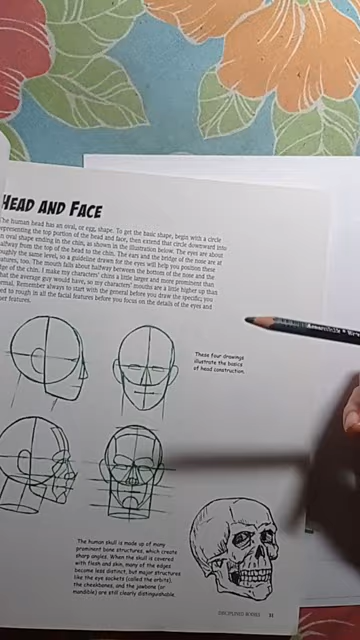 HEAD AND FACE
The human head has an oval, or egg, shape. To get the basic shape, begin with a circle
representing the top portion of the head and face, then extend that circle downward into
an oval shape ending in the chin, as shown in the illustration below. The eyes are about
halfway from the top of the head to the chin. The ears and the bridge of the nose are at
roughly the same level, so a guideline drawn for the eyes will help you position these
features, too. The mouth falls about halfway between the bottom of the nose and the
edge of the chin. I make my characters' chins a little larger and more prominent than
what the average guy would have, so my characters' mouths are a little higher up than
normal. Remember always to start with the general before you draw the specific; you
need to rough in all the facial features before you focus on the details of the eyes and
other features.
These four drawings
illustrate the basics
of head construction.
The human skull is made up of many
prominent bone structures, which create
sharp angles. When the skull is covered
with flesh and skin, many of the edges
become less distinct, but major structures
like the eye sockets (called the orbits),
the cheekbones, and the jawbone (or
mandible) are still clearly distinguishable.
31